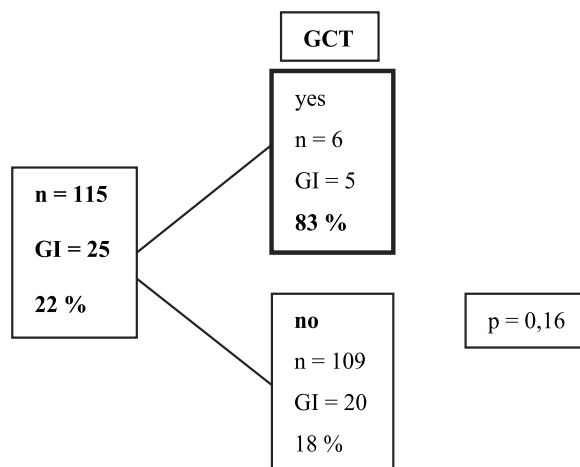 GCT
yes
n = 6
GI = 5
83 %
n = 115
GI = 25
22 %
no
n = 109
GI = 20
18 %
p = 0,16